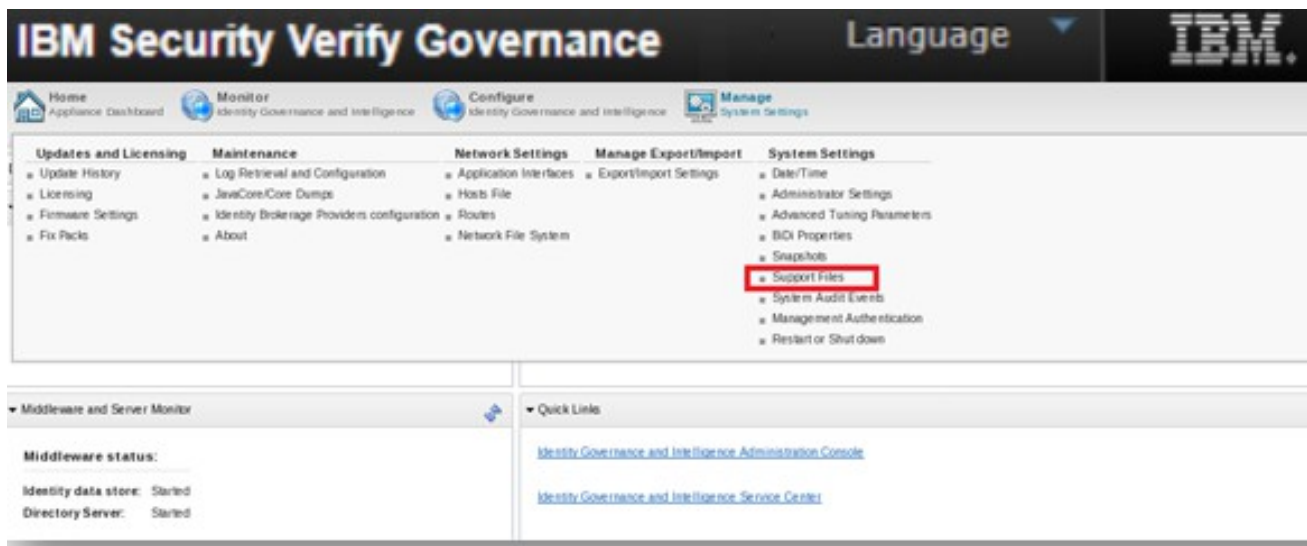 IBM Security Verify Governance
Language
IBM.
Home
Appliance Dashboard
Monitor
Identity Governance and Intelligence
Configure
Identity Governance and Intelligence
Manage
System Settings
Updates and Licensing
Update History
Licensing
Firmware Settings
Fix Packs
Maintenance
Log Retrieval and Configuration
JavaCore/Core Dumps
Identity Brokerage Providers configuration
About
Network Settings
Application Interfaces
Hosts File
Routes
Network File System
Manage Export/Import
Export/Import Settings
System Settings
Date/Time
Administrator Settings
Advanced Tuning Parameters
BiDi Properties
Snapshots
Support Files
System Audit Events
Management Authentication
Restart or Shut down
Middleware and Server Monitor
Middleware status:
Identity data store: Started
Directory Server: Started
Quick Links
Identity Governance and Intelligence Administration Console
Identity Governance and Intelligence Service Center